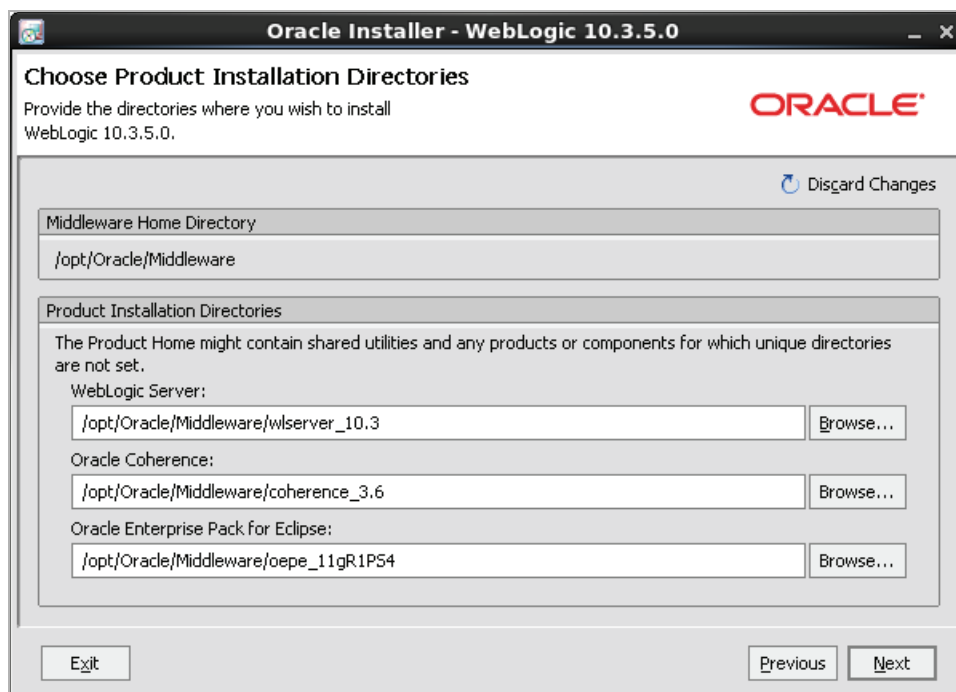 Oracle Installer - WebLogic 10.3.5.0
Choose Product Installation Directories
Provide the directories where you wish to install
WebLogic 10.3.5.0.
ORACLE
Discard Changes
Middleware Home Directory
/opt/Oracle/Middleware
Product Installation Directories
The Product Home might contain shared utilities and any products or components for which unique directories
are not set.
WebLogic Server:
/opt/Oracle/Middleware/wlserver_10.3
Browse...
Oracle Coherence:
/opt/Oracle/Middleware/coherence_3.6
Browse...
Oracle Enterprise Pack for Eclipse:
/opt/Oracle/Middleware/oepe_11gR1PS4
Browse...
Exit
Previous
Next